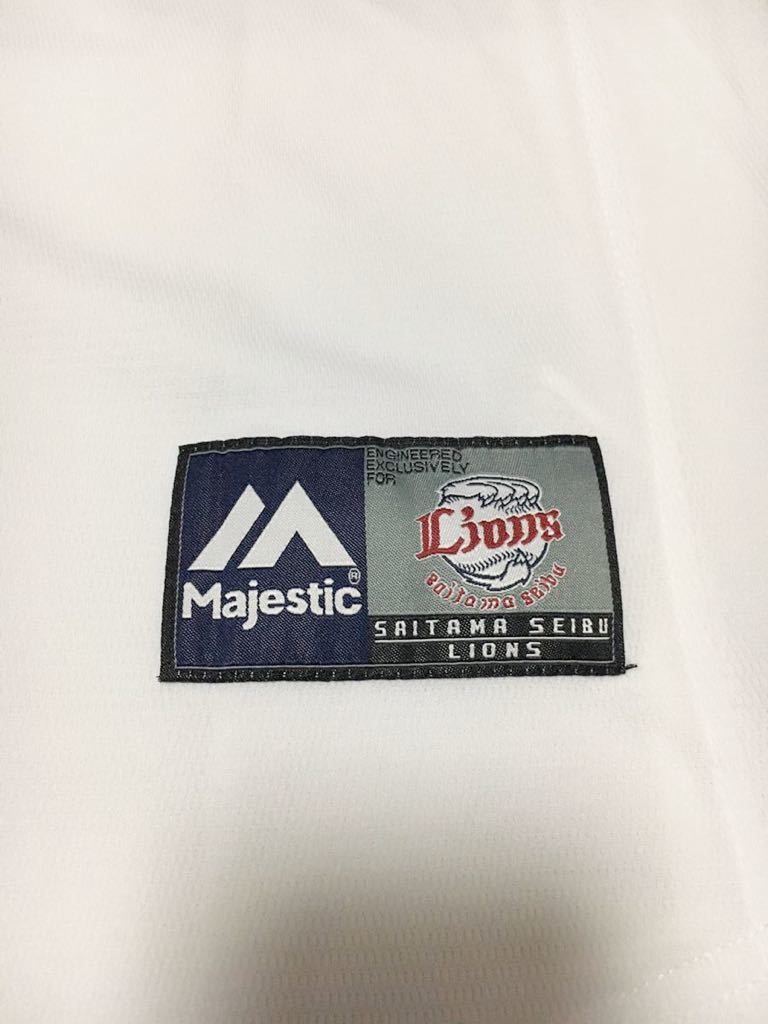 Majestic®
ENGINEERED
EXCLUSIVELY
FOR
Lions
saitama seibu
SAITAMA SEIBU
LIONS